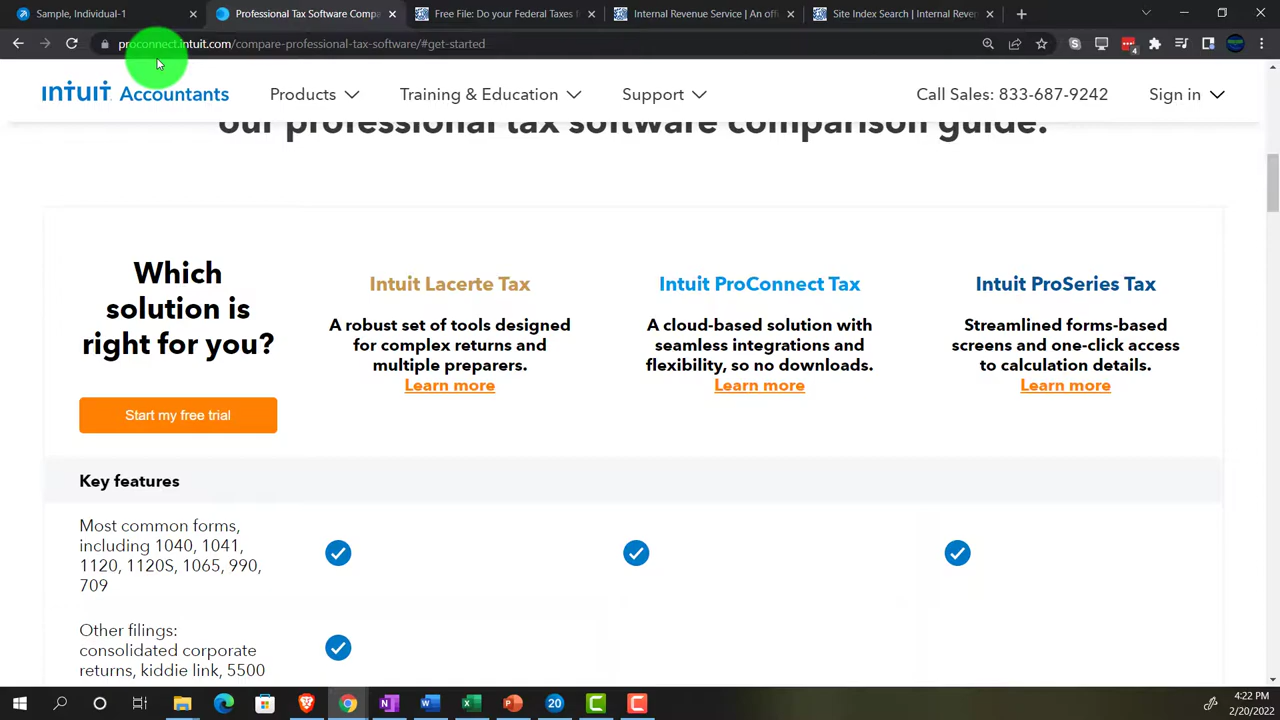 Sample, Individual-1
Professional Tax Software Compa
Free File: Do your Federal Taxes f
Internal Revenue Service | An offi
Site Index Search | Internal Reve
proconnect.intuit.com/compare-professional-tax-software/#get-started
4
INTUIT Accountants
Products
Training & Education
Support
Call Sales: 833-687-9242
Sign in
our professional tax software comparison guide.
Which
solution is
right for you?
Start my free trial
Intuit Lacerte Tax
A robust set of tools designed
for complex returns and
multiple preparers.
Learn more
Intuit ProConnect Tax
A cloud-based solution with
seamless integrations and
flexibility, so no downloads.
Learn more
Intuit ProSeries Tax
Streamlined forms-based
screens and one-click access
to calculation details.
Learn more
Key features
Most common forms,
including 1040, 1041,
1120, 1120S, 1065, 990,
709
Other filings:
consolidated corporate
returns, kiddie link, 5500
20
4:22 PM
2/20/2022